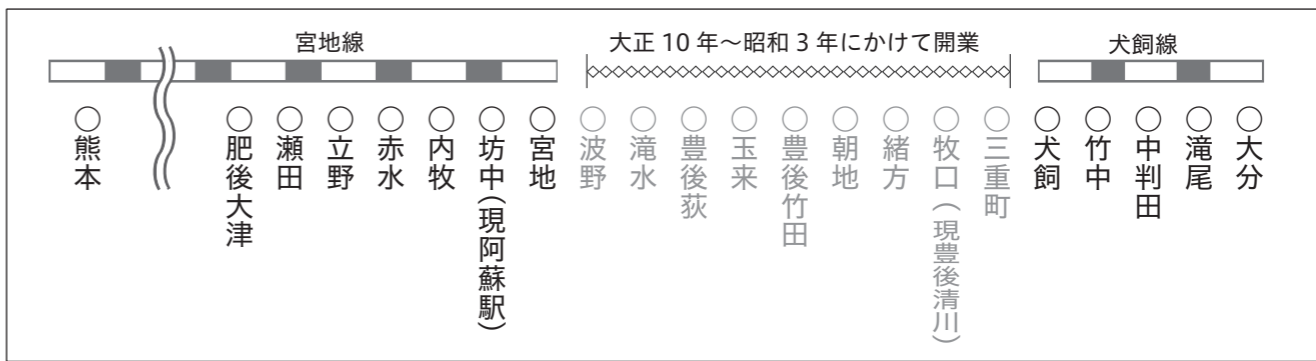 宮地線
大正10年～昭和3年にかけて開業
犬飼線
熊本
肥後大津
瀬田
立野
赤水
内牧
坊中(現阿蘇駅)
宮地
波野
滝水
豊後荻
玉来
豊後竹田
朝地
緒方
牧口(現豊後清川)
三重町
犬飼
竹中
中判田
滝尾
大分